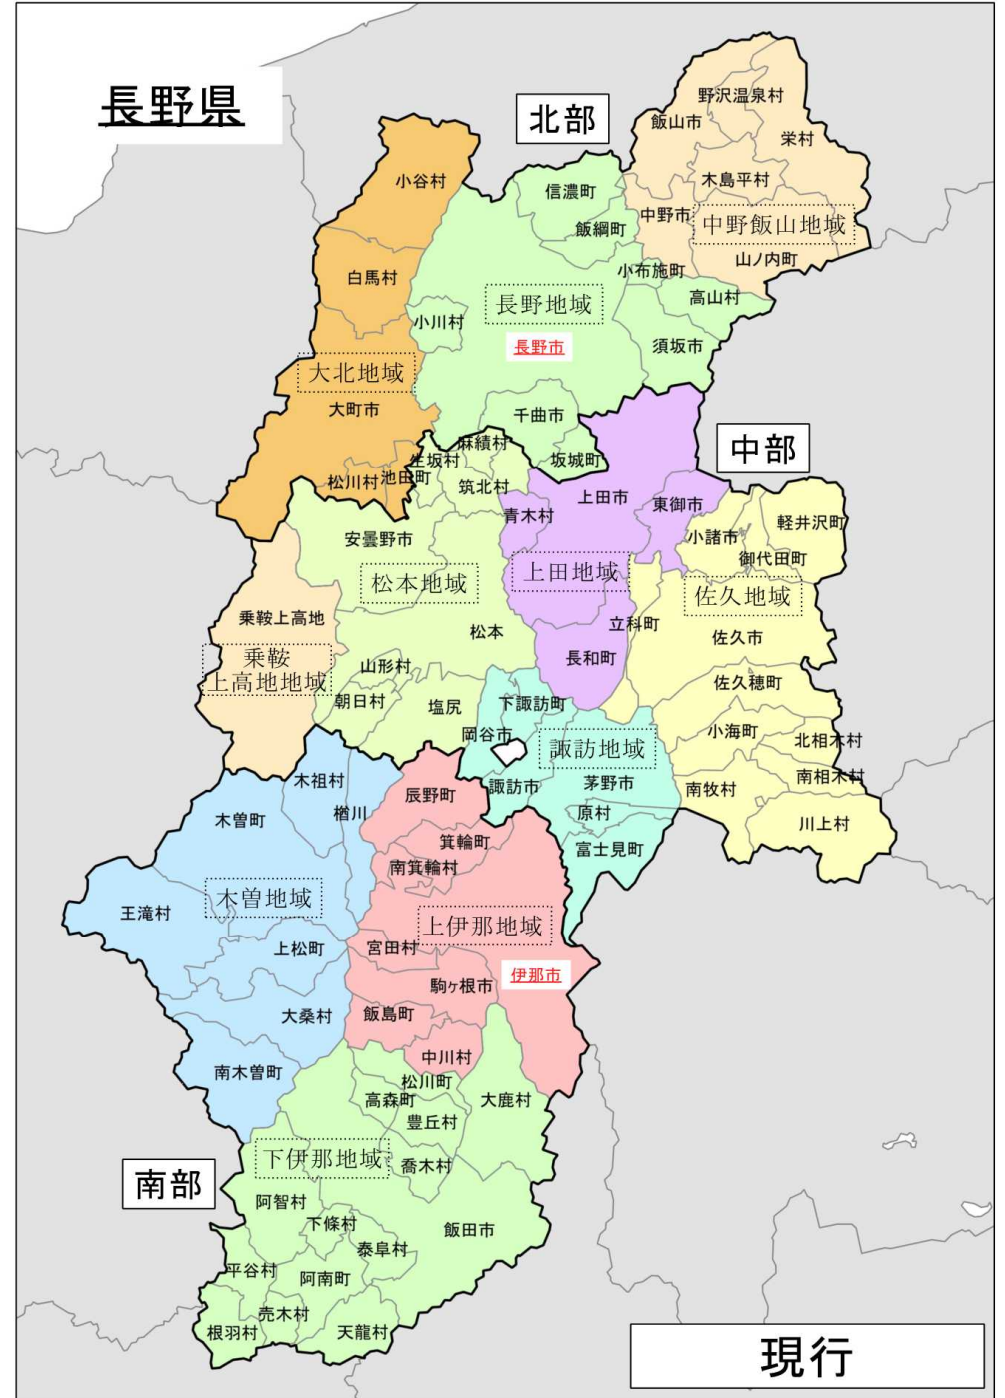 長野県
北部
野沢温泉村
飯山市
栄村
小谷村
信濃町
木島平村
中野市
中野飯山地域
飯綱町
山ノ内町
白馬村
小布施町
高山村
長野地域
小川村
長野市
須坂市
大北地域
大町市
千曲市
麻績村
中部
生坂村
坂城町
松川村
池田町
筑北村
上田市
東御市
青木村
軽井沢町
小諸市
安曇野市
御代田町
松本地域
上田地域
佐久地域
乗鞍上高地
松本
立科町
佐久市
乗鞍
上高地地域
山形村
長和町
佐久穂町
朝日村
塩尻
下諏訪町
岡谷市
諏訪地域
小海町
北相木村
木祖村
諏訪市
茅野市
南牧村
南相木村
辰野町
楢川
木曽町
原村
川上村
箕輪町
南箕輪村
富士見町
木曽地域
王滝村
上伊那地域
上松町
宮田村
伊那市
駒ヶ根市
大桑村
飯島町
中川村
南木曽町
松川町
高森町
大鹿村
豊丘村
下伊那地域
喬木村
南部
阿智村
下條村
飯田市
泰阜村
平谷村
阿南町
売木村
根羽村
天龍村
現行